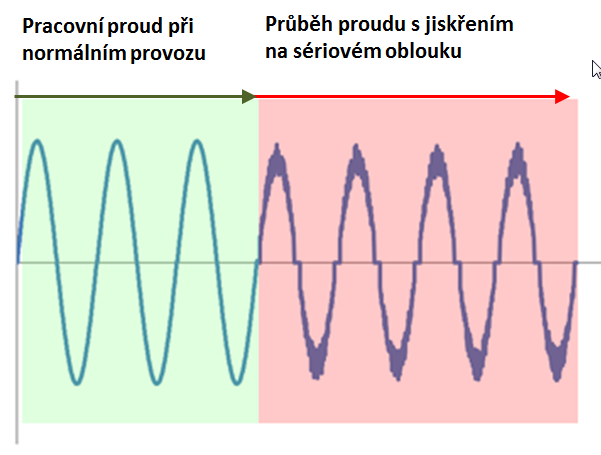 Pracovní proud při
normálním provozu
Průběh proudu s jiskřením
na sériovém oblouku